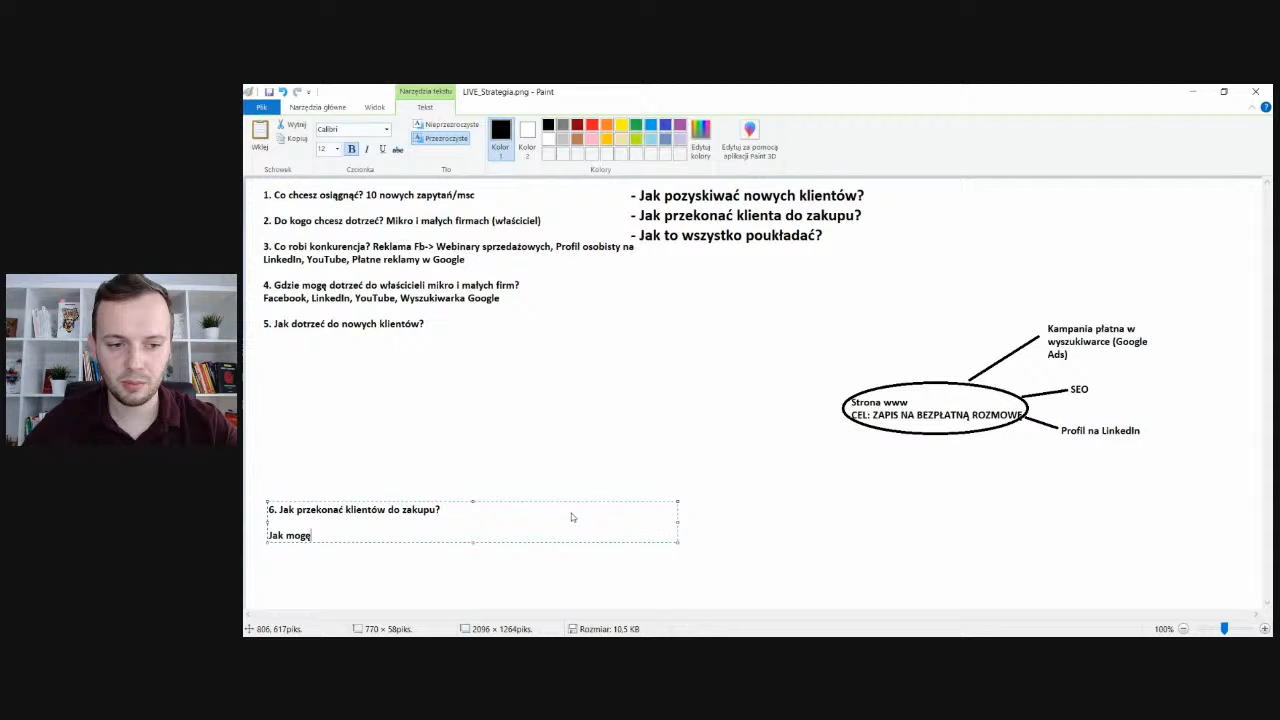 LIVE_Strategia.png - Paint
Narzędzia tekstu
Plik
Narzędzia główne
Widok
Tekst
Wklej
Wytnij
Kopiuj
Schowek
Calibri
12
B I U abc
Czcionka
Nieprzezroczyste
Przezroczyste
Tło
Kolor 1
Kolor 2
Kolory
Edytuj kolory
Edytuj za pomocą aplikacji Paint 3D
1. Co chcesz osiągnąć? 10 nowych zapytań/msc
2. Do kogo chcesz dotrzeć? Mikro i małych firmach (właściciel)
3. Co robi konkurencja? Reklama Fb-> Webinary sprzedażowych, Profil osobisty na
LinkedIn, YouTube, Płatne reklamy w Google
4. Gdzie mogę dotrzeć do właścicieli mikro i małych firm?
Facebook, LinkedIn, YouTube, Wyszukiwarka Google
5. Jak dotrzeć do nowych klientów?
- Jak pozyskiwać nowych klientów?
- Jak przekonać klienta do zakupu?
- Jak to wszystko poukładać?
Kampania płatna w
wyszukiwarce (Google
Ads)
SEO
Profil na LinkedIn
Strona www
CEL: ZAPIS NA BEZPŁATNĄ ROZMOWĘ
6. Jak przekonać klientów do zakupu?
Jak mogę
806, 617piks.
770 × 58piks.
2096 × 1264piks.
Rozmiar: 10,5 KB
100%